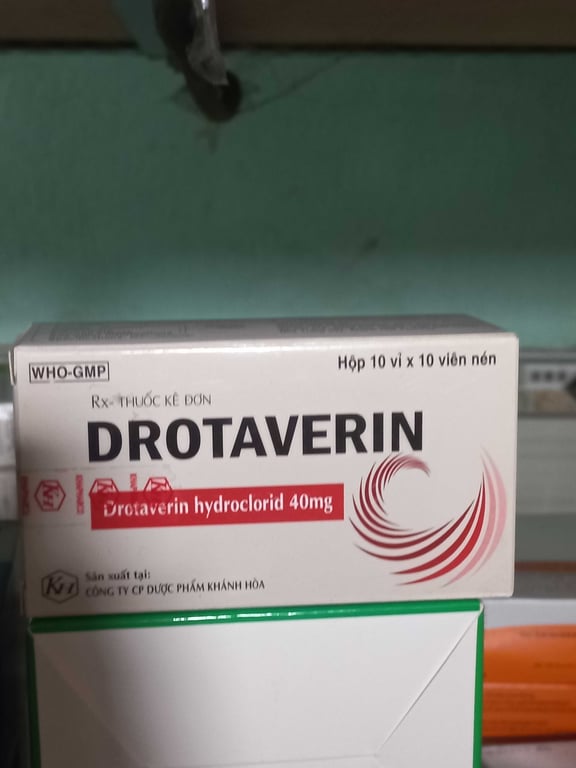 WHO-GMP
Hộp 10 vỉ x 10 viên nén
Rx- THUỐC KÊ ĐƠN
DROTAVERIN
Drotaverin hydroclorid 40mg
KH
Sản xuất tại:
CÔNG TY CP DƯỢC PHẨM KHÁNH HÒA